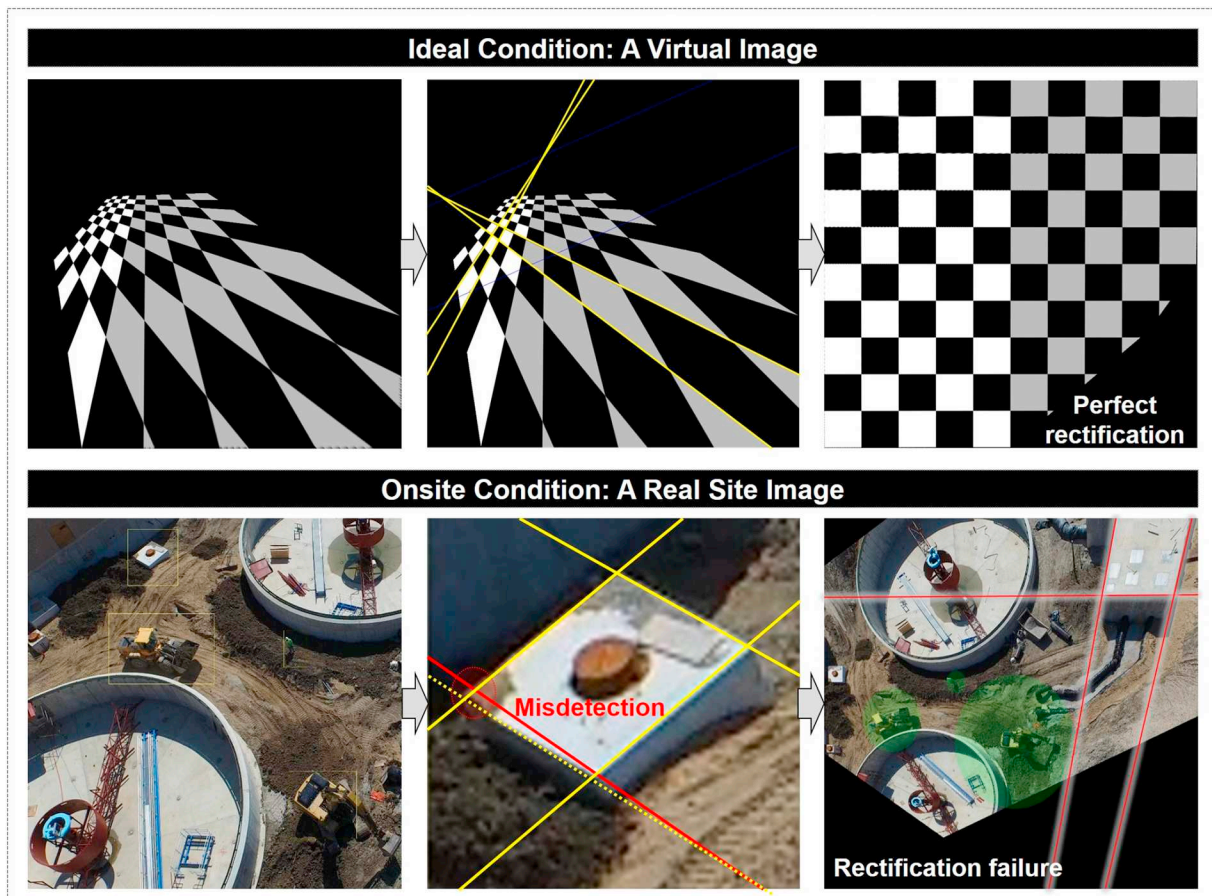 Ideal Condition: A Virtual Image
Perfect
rectification
Onsite Condition: A Real Site Image
Misdetection
Rectification failure